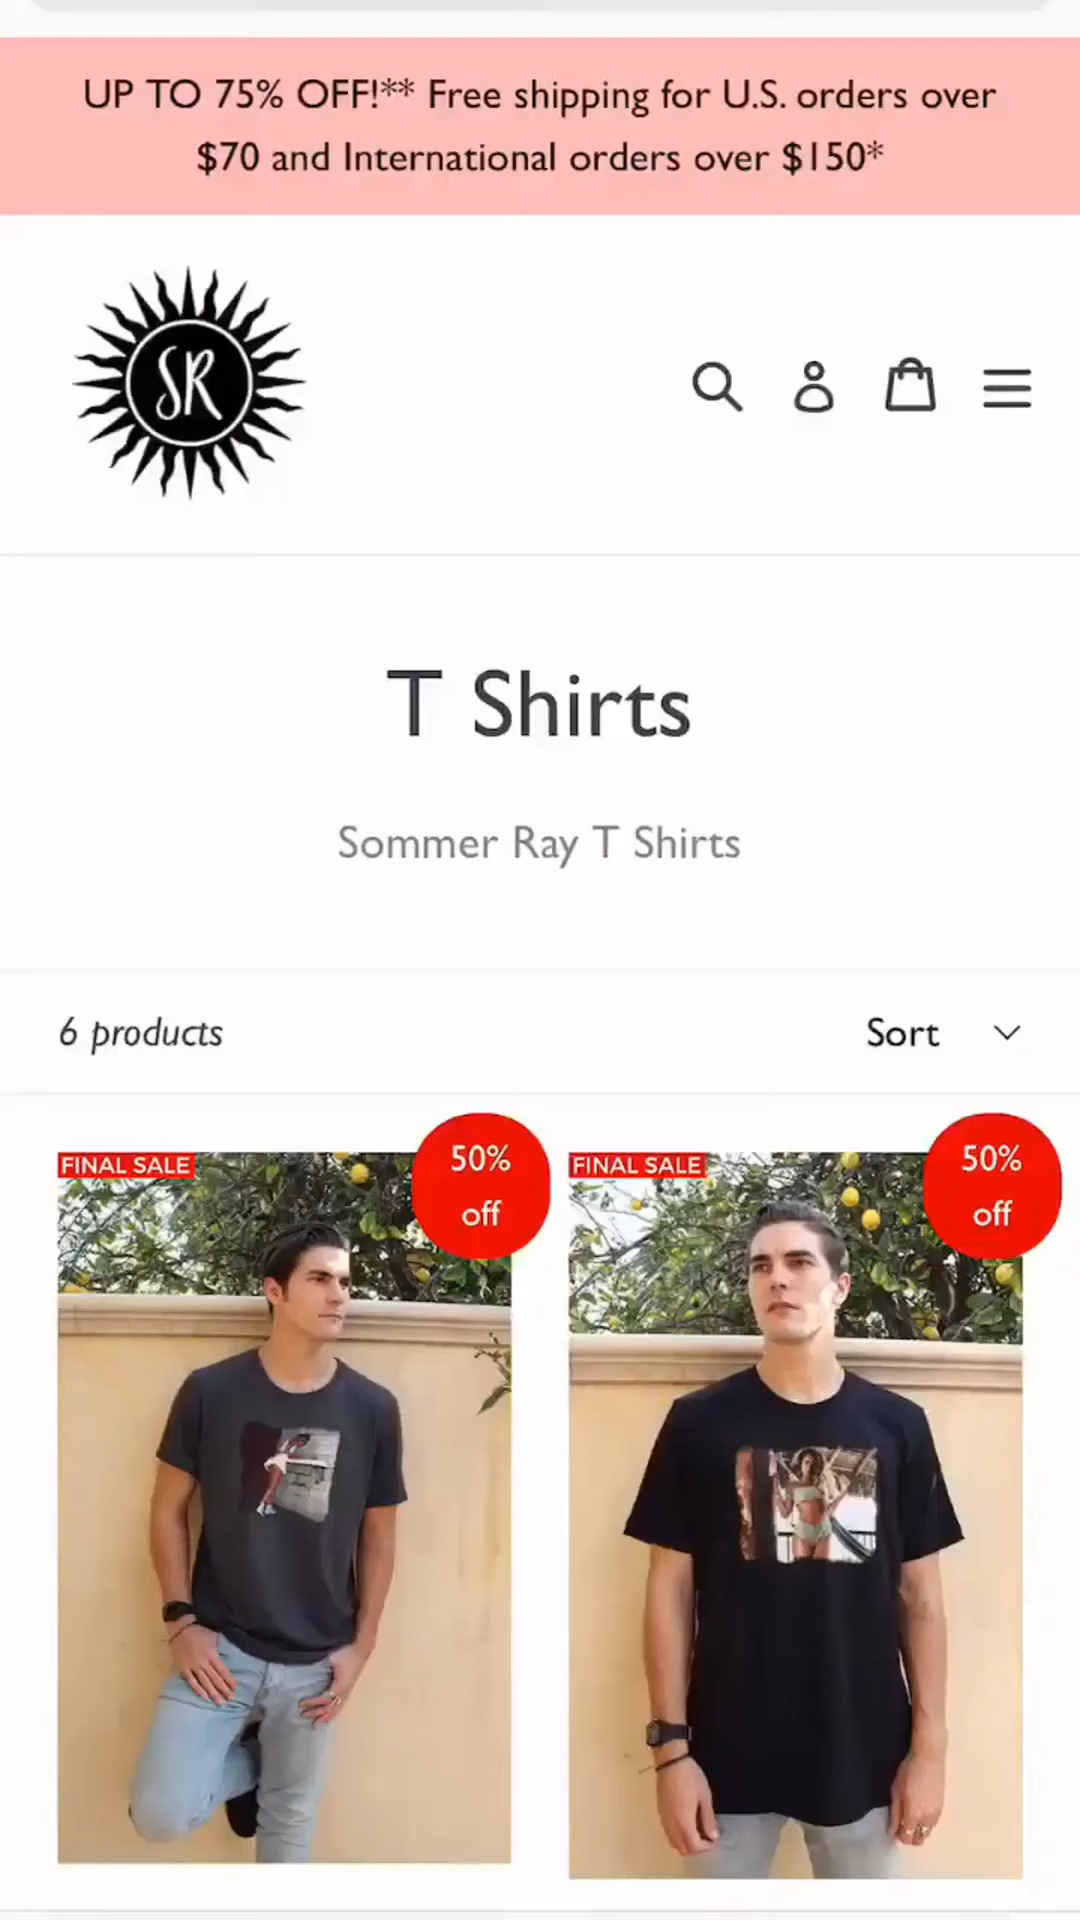 UP TO 75% OFF!** Free shipping for U.S. orders over
$70 and International orders over $150*
SR
T Shirts
Sommer Ray T Shirts
6 products
Sort
FINAL SALE
50%
off
FINAL SALE
50%
off